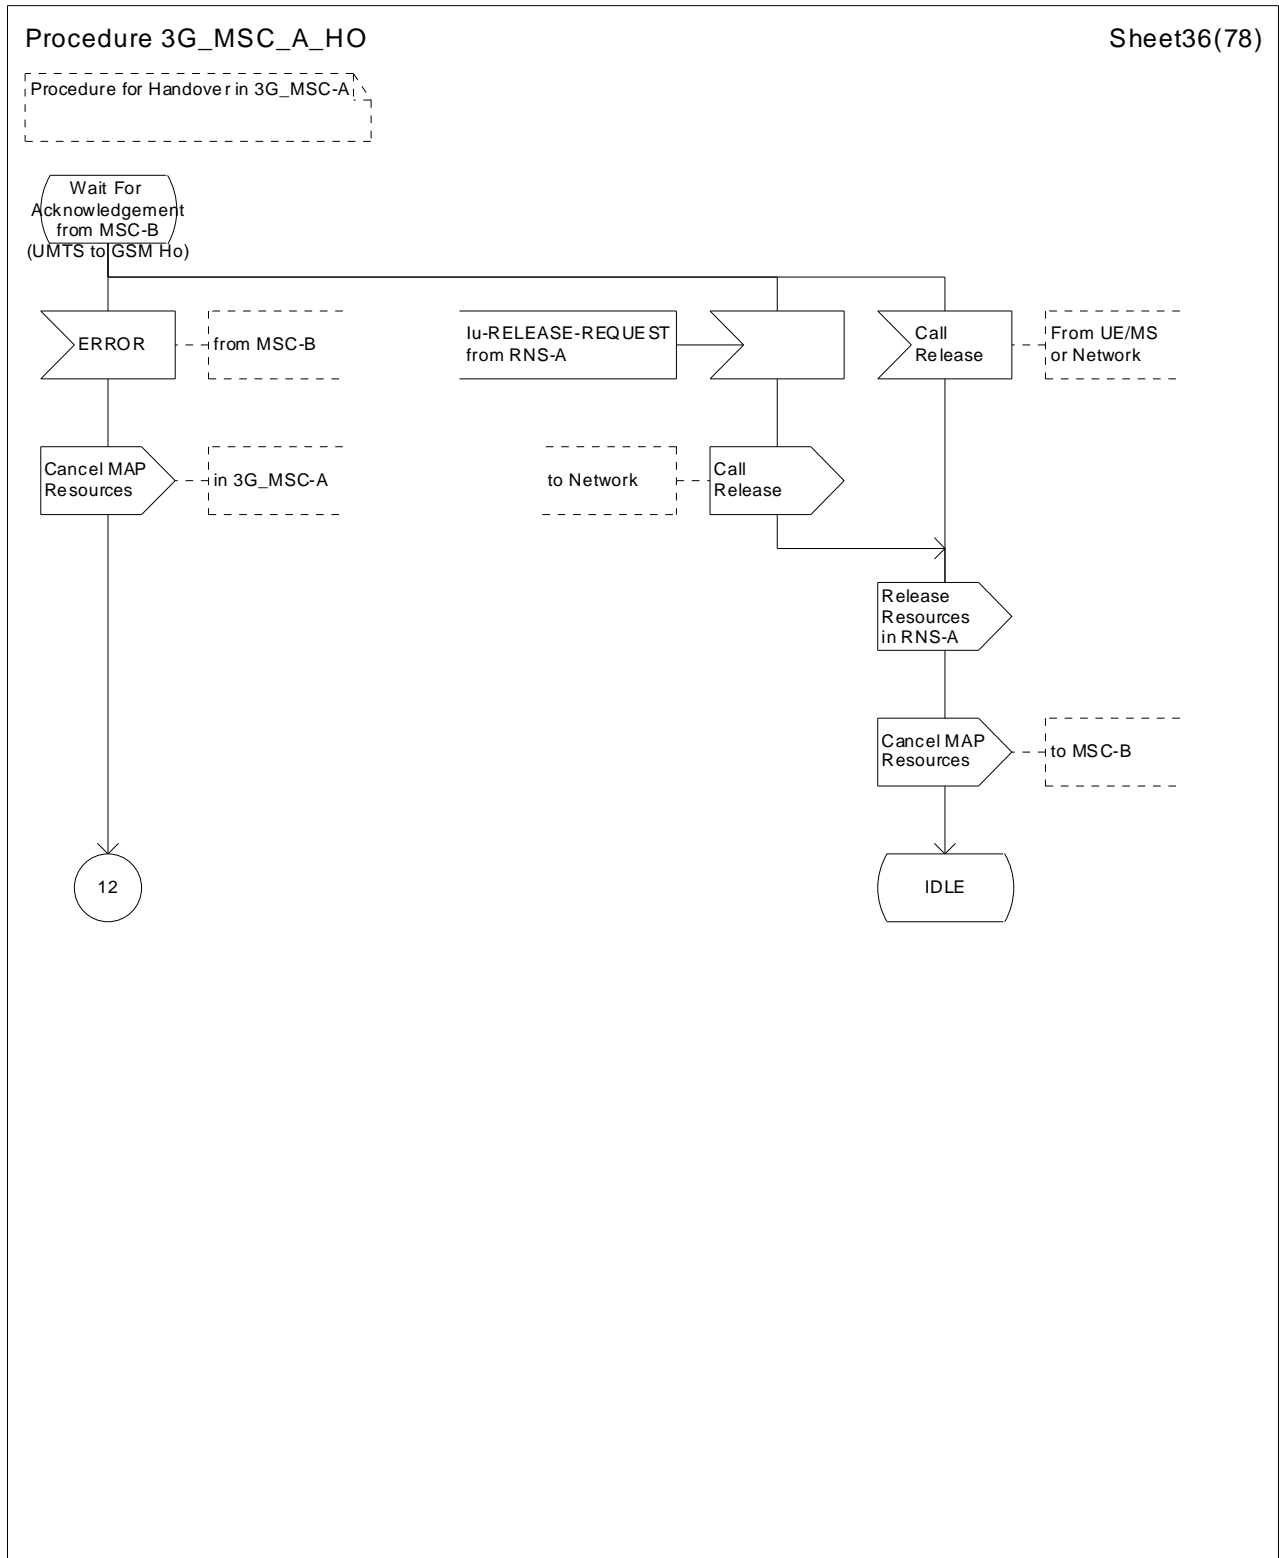 Procedure 3G_MSC_A_HO
Sheet36(78)
Procedure for Handover in 3G_MSC-A
Wait For
Acknowledgement
from MSC-B
(UMTS to GSM Ho)
ERROR
from MSC-B
Iu-RELEASE-REQUEST
from RNS-A
Call
Release
From UE/MS
or Network
Cancel MAP
Resources
in 3G_MSC-A
to Network
Call
Release
Release
Resources
in RNS-A
Cancel MAP
Resources
to MSC-B
12
IDLE